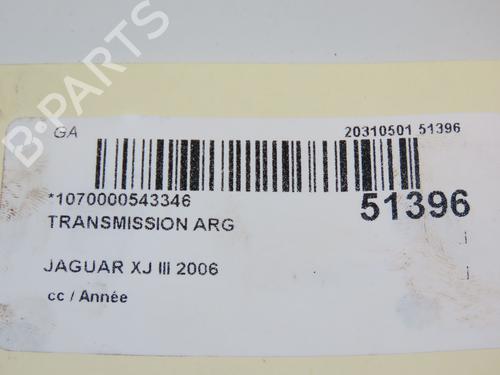 B-PARTS
GA
20310501 51396
*1070000543346
51396
TRANSMISSION ARG
JAGUAR XJ III 2006
cc / Année